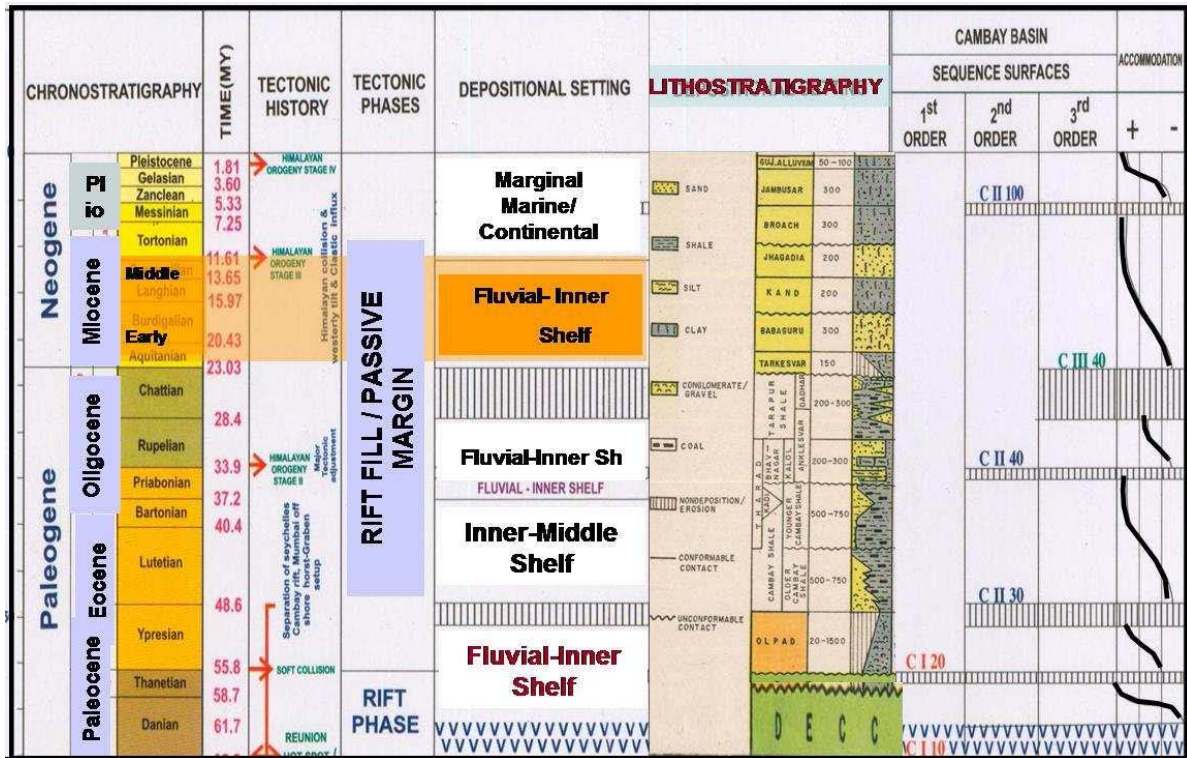 CHRONOSTRATIGRAPHY
TIME(MY)
TECTONIC
HISTORY
TECTONIC
PHASES
DEPOSITIONAL SETTING
LITHOSTRATIGRAPHY
CAMBAY BASIN
SEQUENCE SURFACES
1st
ORDER
2nd
ORDER
3rd
ORDER
ACCOMMODATION
+ -
Neogene
Paleogene
Pl
io
MIocene
Oilgocene
Eocene
Paleocene
Pleistocene
Gelasian
Zanclean
Messinian
Tortonian
Middle
Langhian
Burdigalian
Early
Aquitanian
Chattian
Rupelian
Priabonian
Bartonian
Lutetian
Ypresian
Thanetian
Danian
1.81
3.60
5.33
7.25
11.61
13.65
15.97
20.43
23.03
28.4
33.9
37.2
40.4
48.6
55.8
58.7
61.7
HIMALAYAN
OROGENY STAGE IV
HIMALAYAN
OROGENY
STAGE III
Himalayan collision &
westerly tilt & Clastic influx
HIMALAYAN
OROGENY
STAGE II
Major
Tectonic
adjustment
Separation of seychelles
Cambay rift, Mumbai off
shore horst-Graben
setup
SOFT COLLISION
REUNION
HOT SPOT /
RIFT FILL / PASSIVE
MARGIN
RIFT
PHASE
Marginal
Marine/
Continental
Fluvial- Inner
Shelf
Fluvial-Inner Sh
FLUVIAL - INNER SHELF
Inner-Middle
Shelf
Fluvial-Inner
Shelf
SAND
SHALE
SILT
CLAY
CONGLOMERATE/
GRAVEL
COAL
NONDEPOSITION/
EROSION
CONFORMABLE
CONTACT
UNCONFORMABLE
CONTACT
GUJ.ALLUVIUM 50-100
JAMBUSAR 300
BROACH 300
JHAGADIA 200
KAND 200
BABAGURU 300
TARKESVAR 150
TARAPUR
SHALE
DADHAR
200-300
THARAD
KADI/
BHAV-
NAGAR
KALOL
ANKLESVAR
200-300
CAMBAY SHALE
YOUNGER
CAMBAY SHALE
500-750
OLDER
CAMBAY
SHALE
500-750
OLPAD 20-1500
D E C C
C II 100
C III 40
C II 40
C II 30
C I 20
C I 10